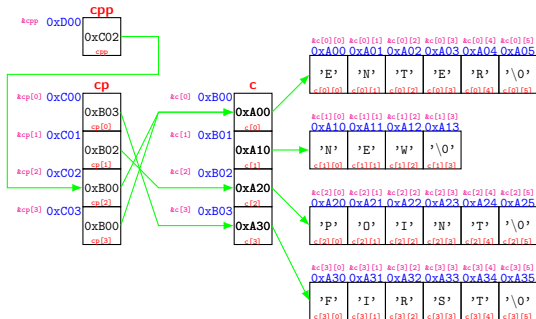 cpp
&cpp 0xD00
0xC02
cpp
cp
&cp[0] 0xC00
0xB03
cp[0]
&cp[1] 0xC01
0xB02
cp[1]
&cp[2] 0xC02
0xB00
cp[2]
&cp[3] 0xC03
0xB00
cp[3]
c
&c[0] 0xB00
0xA00
c[0]
&c[1] 0xB01
0xA10
c[1]
&c[2] 0xB02
0xA20
c[2]
&c[3] 0xB03
0xA30
c[3]
&c[0][0] &c[0][1] &c[0][2] &c[0][3] &c[0][4] &c[0][5]
0xA00 0xA01 0xA02 0xA03 0xA04 0xA05
'E' 'N' 'T' 'E' 'R' '\0'
c[0][0] c[0][1] c[0][2] c[0][3] c[0][4] c[0][5]
&c[1][0] &c[1][1] &c[1][2] &c[1][3]
0xA10 0xA11 0xA12 0xA13
'N' 'E' 'W' '\0'
c[1][0] c[1][1] c[1][2] c[1][3]
&c[2][0] &c[2][1] &c[2][2] &c[2][3] &c[2][4] &c[2][5]
0xA20 0xA21 0xA22 0xA23 0xA24 0xA25
'P' 'O' 'I' 'N' 'T' '\0'
c[2][0] c[2][1] c[2][2] c[2][3] c[2][4] c[2][5]
&c[3][0] &c[3][1] &c[3][2] &c[3][3] &c[3][4] &c[3][5]
0xA30 0xA31 0xA32 0xA33 0xA34 0xA35
'F' 'I' 'R' 'S' 'T' '\0'
c[3][0] c[3][1] c[3][2] c[3][3] c[3][4] c[3][5]